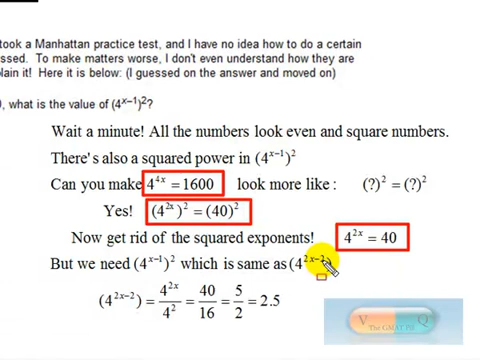 took a Manhattan practice test, and I have no idea how to do a certain
ssed. To make matters worse, I don't even understand how they are
plain it! Here it is below: (I guessed on the answer and moved on)
, what is the value of (4^{x–1})^2?
Wait a minute! All the numbers look even and square numbers.
There's also a squared power in (4^{x–1})^2
Can you make 4^{4x} = 1600 look more like: (?)^2 = (?)^2
Yes! (4^{2x})^2 = (40)^2
Now get rid of the squared exponents! 4^{2x} = 40
But we need (4^{x–1})^2 which is same as (4^{2x–2})
(4^{2x–2}) = 4^{2x}/4^2 = 40/16 = 5/2 = 2.5
V Q
The GMAT Pill